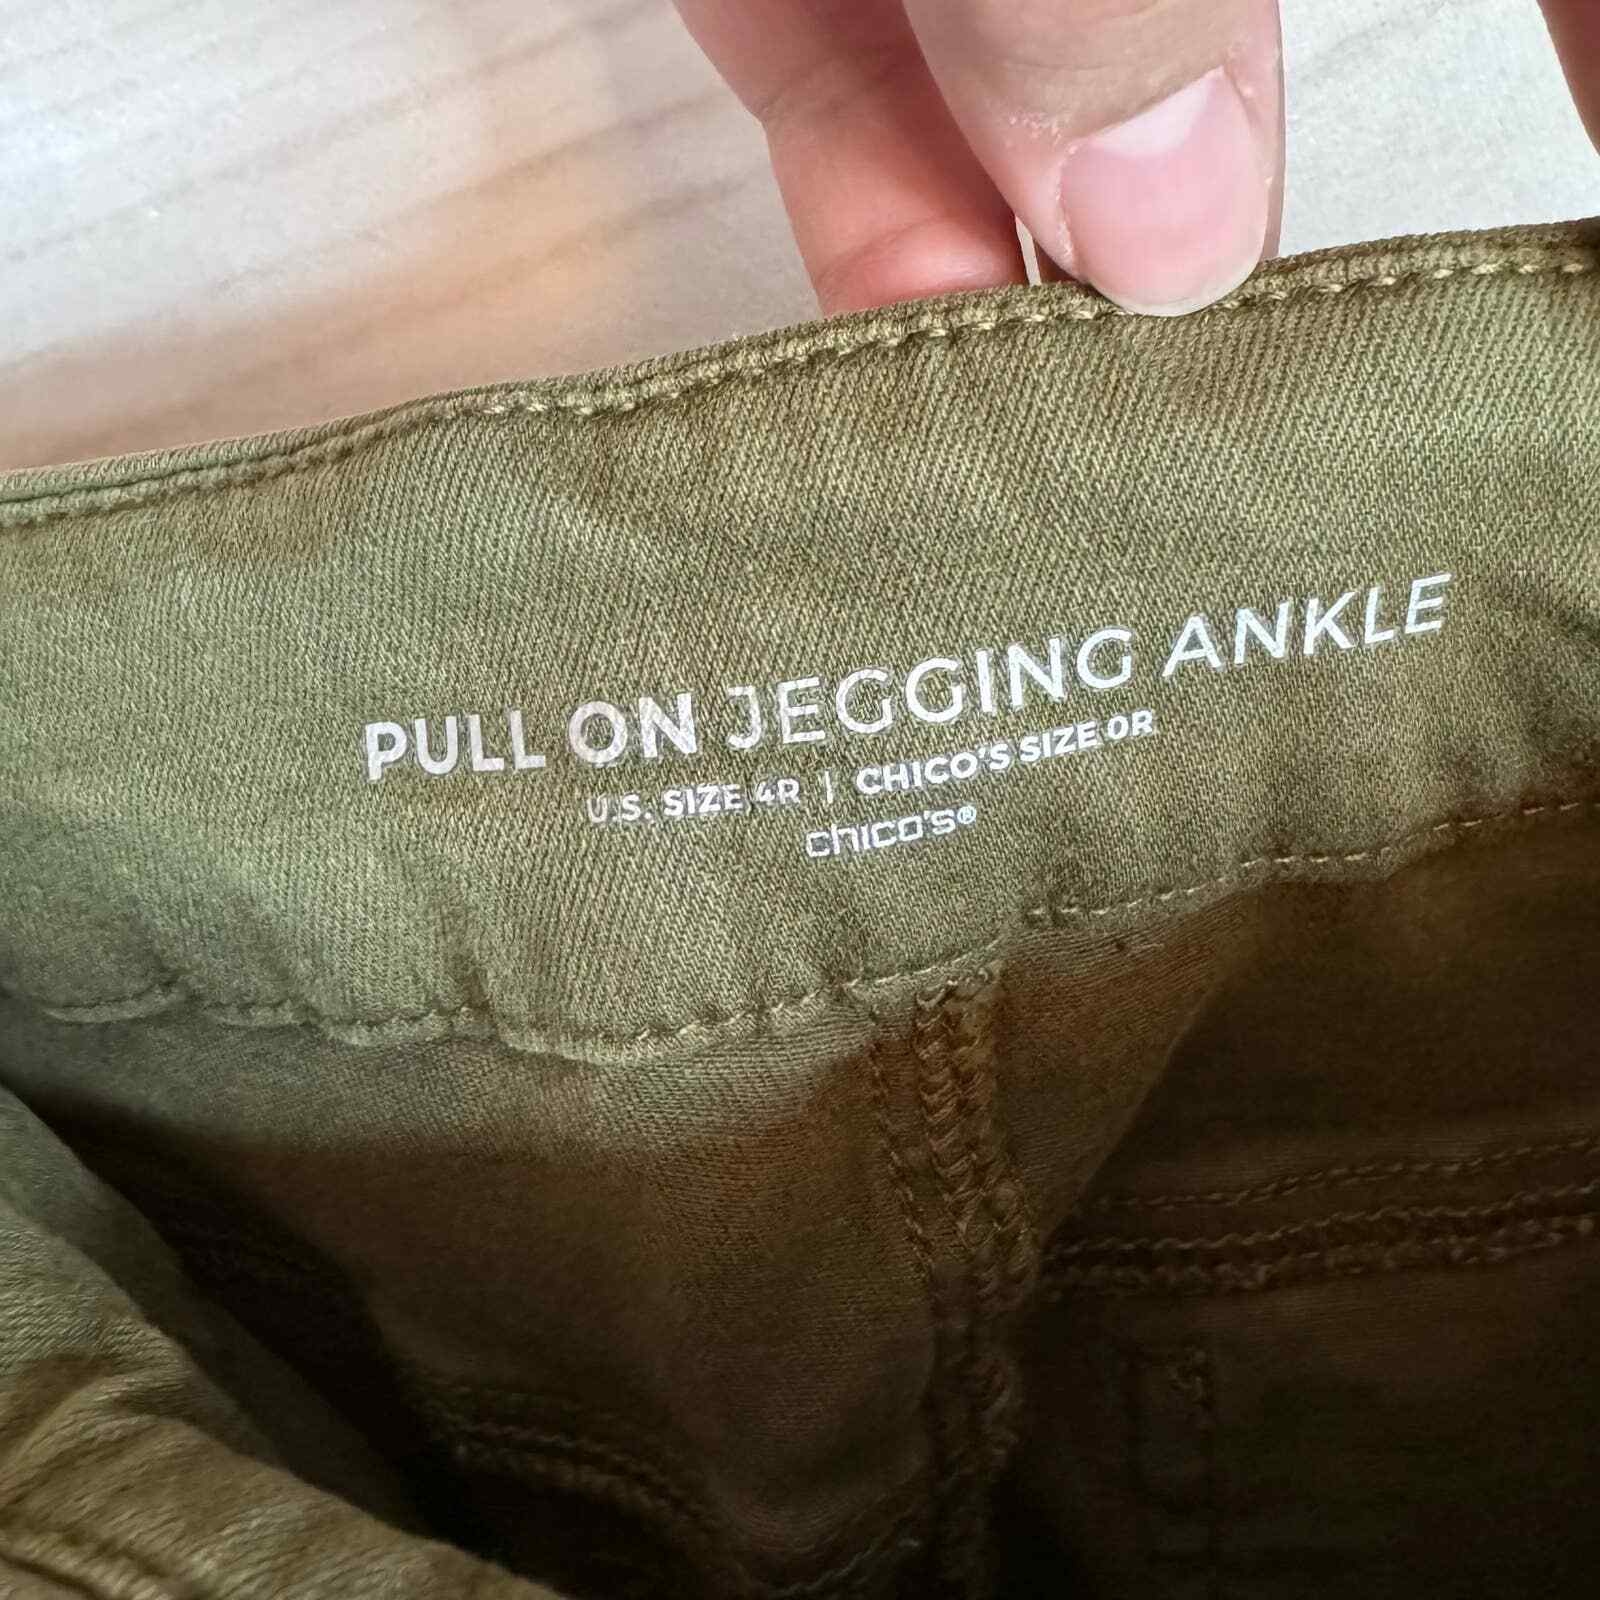 PULL ON JEGGING ANKLE
U.S. SIZE 4R | CHICO'S SIZE 0R
chico's®